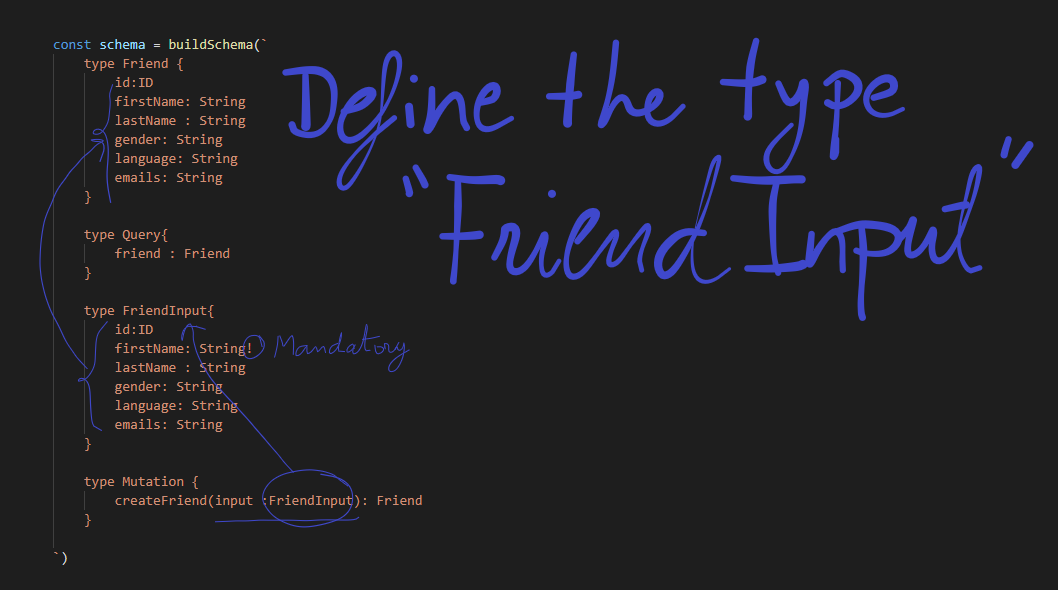 const schema = buildSchema(`
type Friend {
id:ID
firstName: String
lastName : String
gender: String
language: String
emails: String
}
Define the type
"Friend Input"
type Query{
friend : Friend
}
type FriendInput{
id:ID
firstName: String! Mandatory
lastName : String
gender: String
language: String
emails: String
}
type Mutation {
createFriend(input :FriendInput): Friend
}
`)